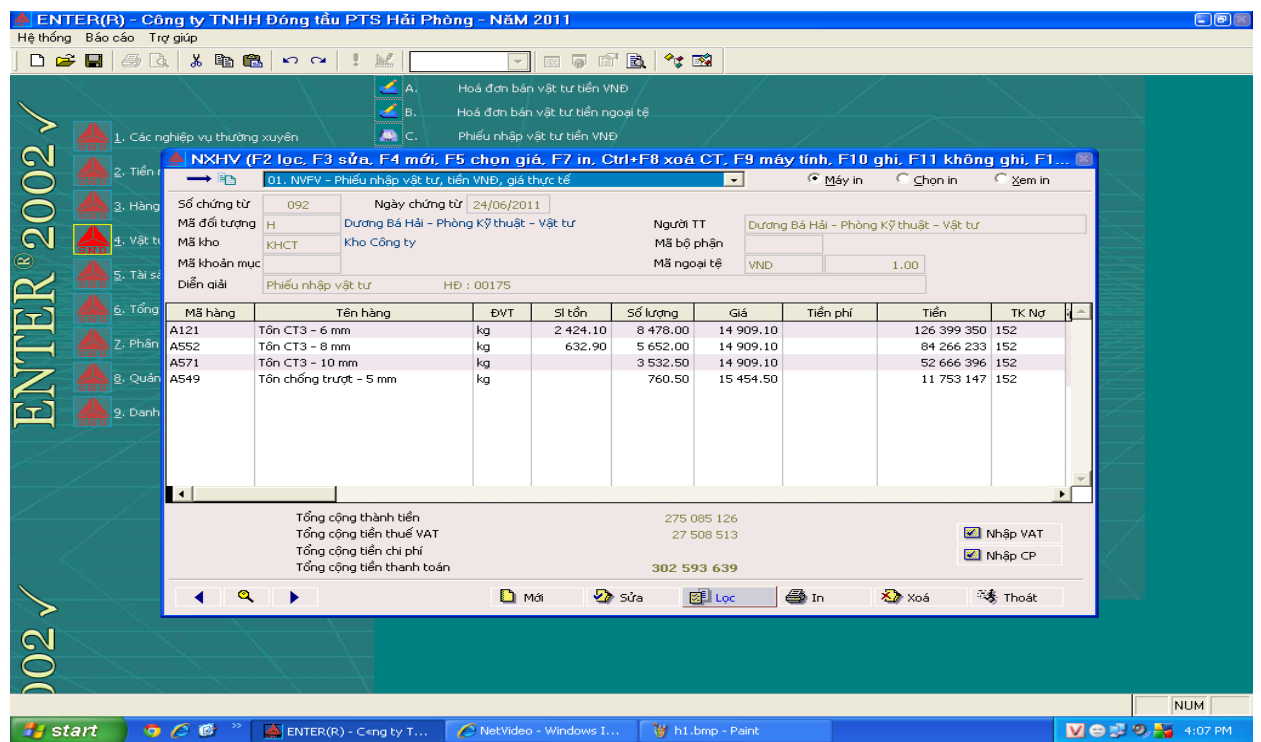 ENTER(R) - Công ty TNHH Đóng tầu PTS Hải Phòng - NăM 2011
Hệ thống Báo cáo Trợ giúp
A. Hoá đơn bán vật tư tiền VNĐ
B. Hoá đơn bán vật tư tiền ngoại tệ
C. Phiếu nhập vật tư tiền VNĐ
ENTER® 2002
002
1. Các nghiệp vụ thường xuyên
2. Tiền
3. Hàng
4. Vật tư
5. Tài sả
6. Tổng
7. Phân
8. Quản
9. Danh
NXHV (F2 lọc, F3 sửa, F4 mới, F5 chọn giá, F7 in, Ctrl+F8 xoá CT, F9 máy tính, F10 ghi, F11 không ghi, F1...
01. NVFV - Phiếu nhập vật tư, tiền VNĐ, giá thực tế Máy in Chọn in Xem in
Số chứng từ 092 Ngày chứng từ 24/06/2011
Mã đối tượng H Dương Bá Hải - Phòng Kỹ thuật - Vật tư Người TT Dương Bá Hải - Phòng Kỹ thuật - Vật tư
Mã kho KHCT Kho Công ty Mã bộ phận
Mã khoản mục Mã ngoại tệ VND 1.00
Diễn giải Phiếu nhập vật tư HĐ : 00175
Mã hàng Tên hàng ĐVT Sl tồn Số lượng Giá Tiền phí Tiền TK Nợ
A121 Tôn CT3 - 6 mm kg 2 424.10 8 478.00 14 909.10 126 399 350 152
A552 Tôn CT3 - 8 mm kg 632.90 5 652.00 14 909.10 84 266 233 152
A571 Tôn CT3 - 10 mm kg 3 532.50 14 909.10 52 666 396 152
A549 Tôn chống trượt - 5 mm kg 760.50 15 454.50 11 753 147 152
Tổng cộng thành tiền 275 085 126
Tổng cộng tiền thuế VAT 27 508 513 Nhập VAT
Tổng cộng tiền chi phí Nhập CP
Tổng cộng tiền thanh toán 302 593 639
Mới Sửa Lọc In Xoá Thoát
NUM
start ENTER(R) - C«ng ty T... NetVideo - Windows I... h1.bmp - Paint 4:07 PM